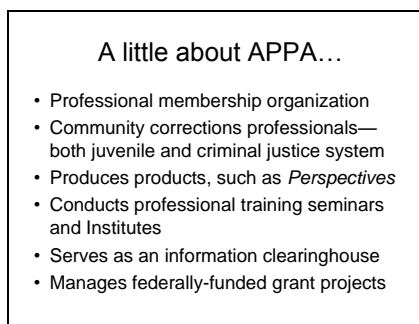 A little about APPA…
• Professional membership organization
• Community corrections professionals—
both juvenile and criminal justice system
• Produces products, such as Perspectives
• Conducts professional training seminars
and Institutes
• Serves as an information clearinghouse
• Manages federally-funded grant projects